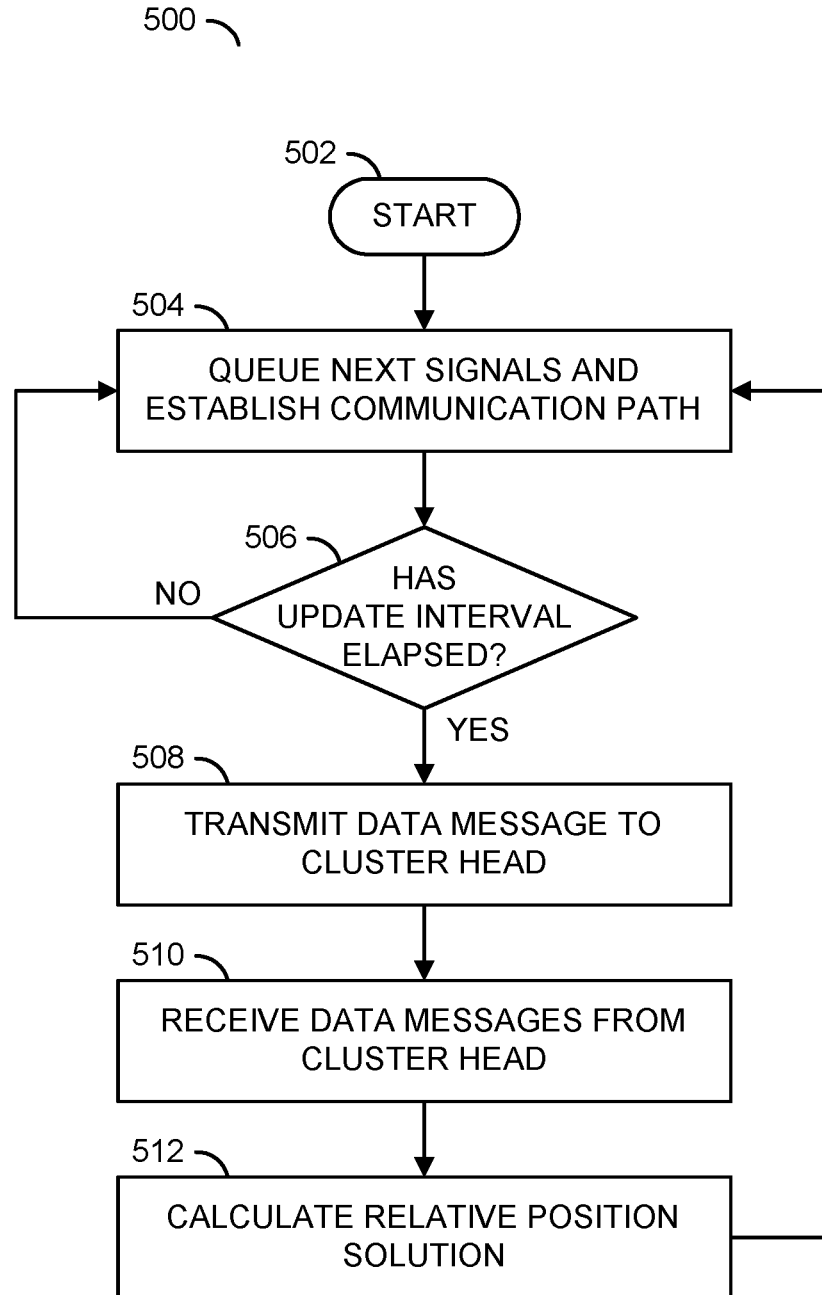 500
502
START
504
QUEUE NEXT SIGNALS AND
ESTABLISH COMMUNICATION PATH
506
HAS
UPDATE INTERVAL
ELAPSED?
NO
YES
508
TRANSMIT DATA MESSAGE TO
CLUSTER HEAD
510
RECEIVE DATA MESSAGES FROM
CLUSTER HEAD
512
CALCULATE RELATIVE POSITION
SOLUTION